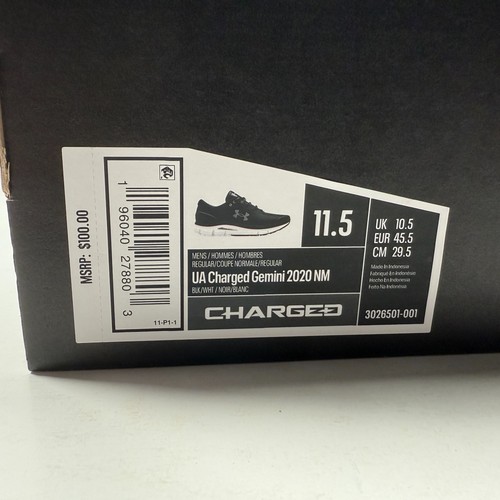 MSRP: $100.00
1 96040 27880 3
11-P1-1
11.5
UK 10.5
EUR 45.5
CM 29.5
MENS / HOMMES / HOMBRES
REGULAR/COUPE NORMALE/REGULAR
UA Charged Gemini 2020 NM
BLK/WHT / NOIR/BLANC
CHARGED
Made In Indonesia
Fabriqué En Indonésie
Hecho En Indonesia
Feito Na Indonésia
3026501-001